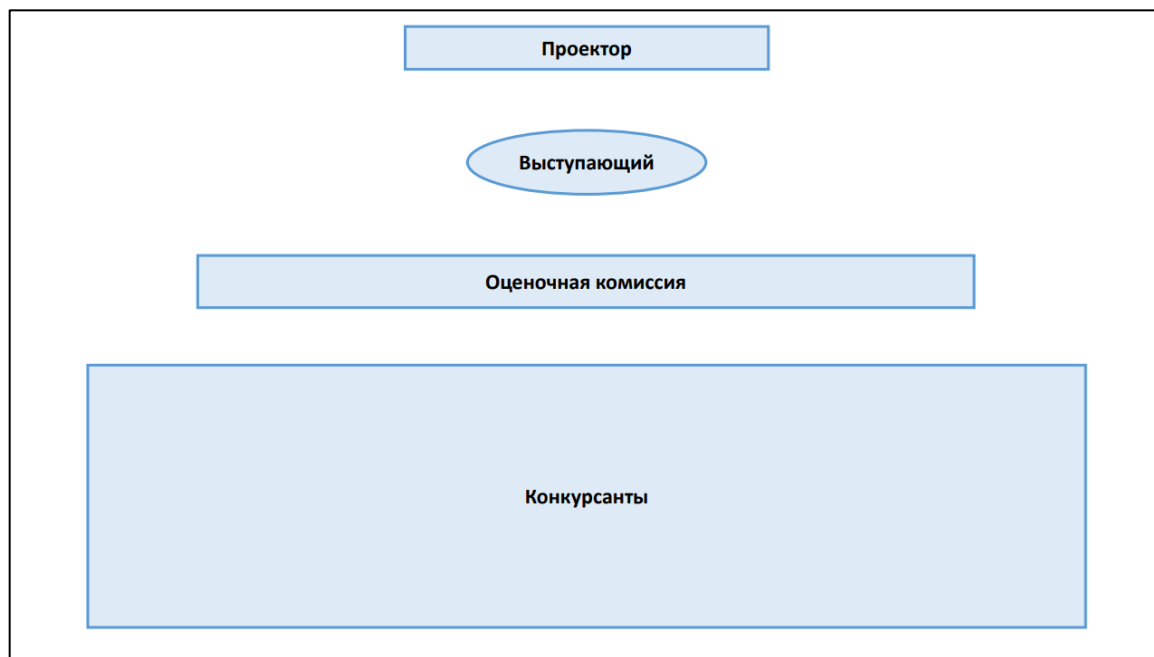 Проектор
Выступающий
Оценочная комиссия
Конкурсанты